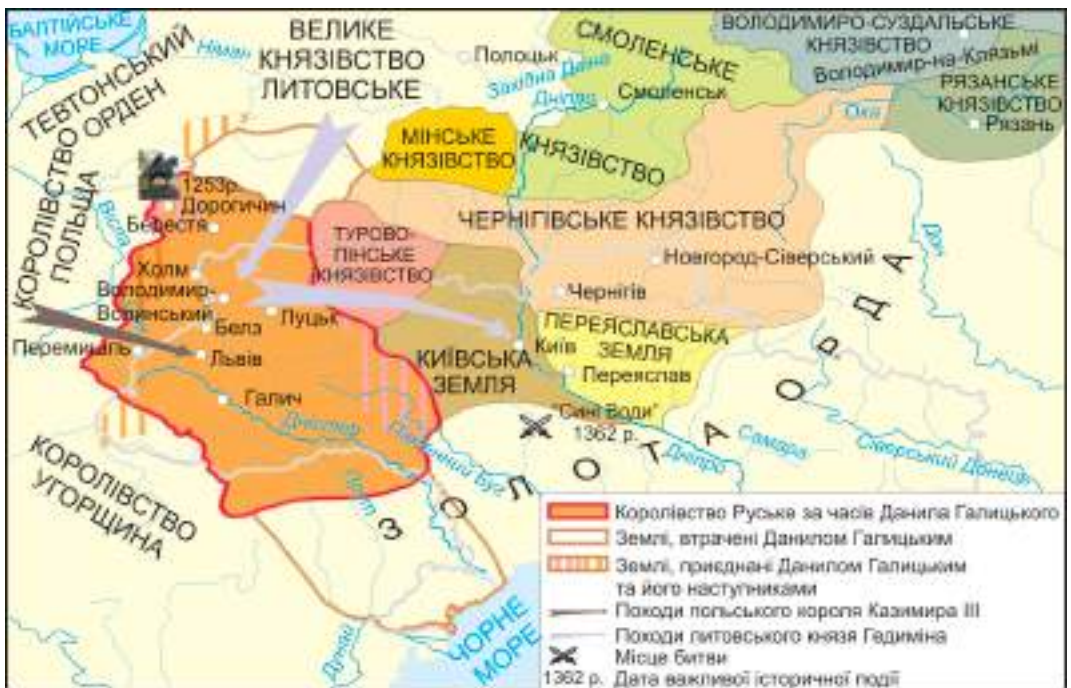 БАЛТІЙСЬКЕ
МОРЕ
ТЕВТОНСЬКИЙ
ОРДЕН
Німан
ВЕЛИКЕ
КНЯЗІВСТВО
ЛИТОВСЬКЕ
Полоцьк
Західна Двіна
Дніпро
СМОЛЕНСЬКЕ
КНЯЗІВСТВО
Смоленськ
ВОЛОДИМИРО-СУЗДАЛЬСЬКЕ
КНЯЗІВСТВО
Володимир-на-Клязьмі
РЯЗАНСЬКЕ
КНЯЗІВСТВО
Рязань
Ока
МІНСЬКЕ
КНЯЗІВСТВО
КОРОЛІВСТВО
ПОЛЬЩА
Вісла
1253р.
Дорогичин
Берестя
ТУРОВО-
ПІНСЬКЕ
КНЯЗІВСТВО
ЧЕРНІГІВСЬКЕ КНЯЗІВСТВО
Новгород-Сіверський
Чернігів
Дон
Холм
Володимир-
Волинський
Белз
Луцьк
Перемишль
Львів
Галич
Дністер
Південний Буг
Прут
КИЇВСЬКА
ЗЕМЛЯ
Київ
ПЕРЕЯСЛАВСЬКА
ЗЕМЛЯ
Переяслав
"Сині Води"
1362 р.
Дніпро
Самара
Сіверський Донець
ЗОЛОТА ОРДА
КОРОЛІВСТВО
УГОРЩИНА
Дунай
ЧОРНЕ
МОРЕ
Королівство Руське за часів Данила Галицького
Землі, втрачені Данилом Галицьким
Землі, приєднані Данилом Галицьким
та його наступниками
Походи польського короля Казимира III
Походи литовського князя Гедиміна
Місце битви
1362 р. Дата важливої історичної події